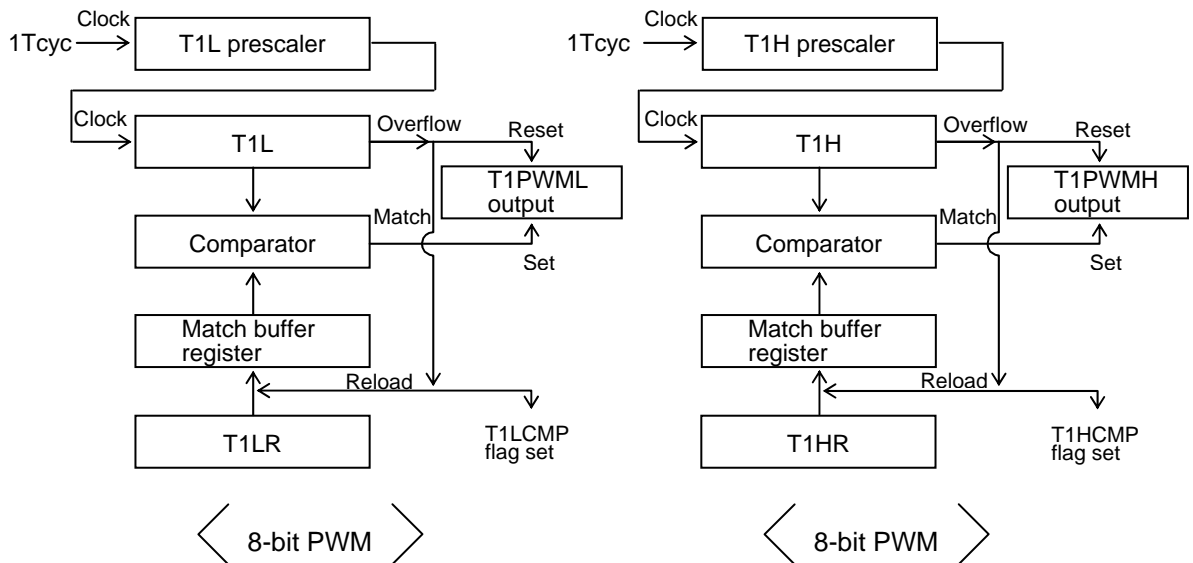 Clock
1Tcyc
T1L prescaler
Clock
T1L
Overflow
Reset
T1PWML
output
Match
Comparator
Set
Match buffer
register
Reload
T1LR
T1LCMP
flag set
8-bit PWM
Clock
1Tcyc
T1H prescaler
Clock
T1H
Overflow
Reset
T1PWMH
output
Match
Comparator
Set
Match buffer
register
Reload
T1HR
T1HCMP
flag set
8-bit PWM